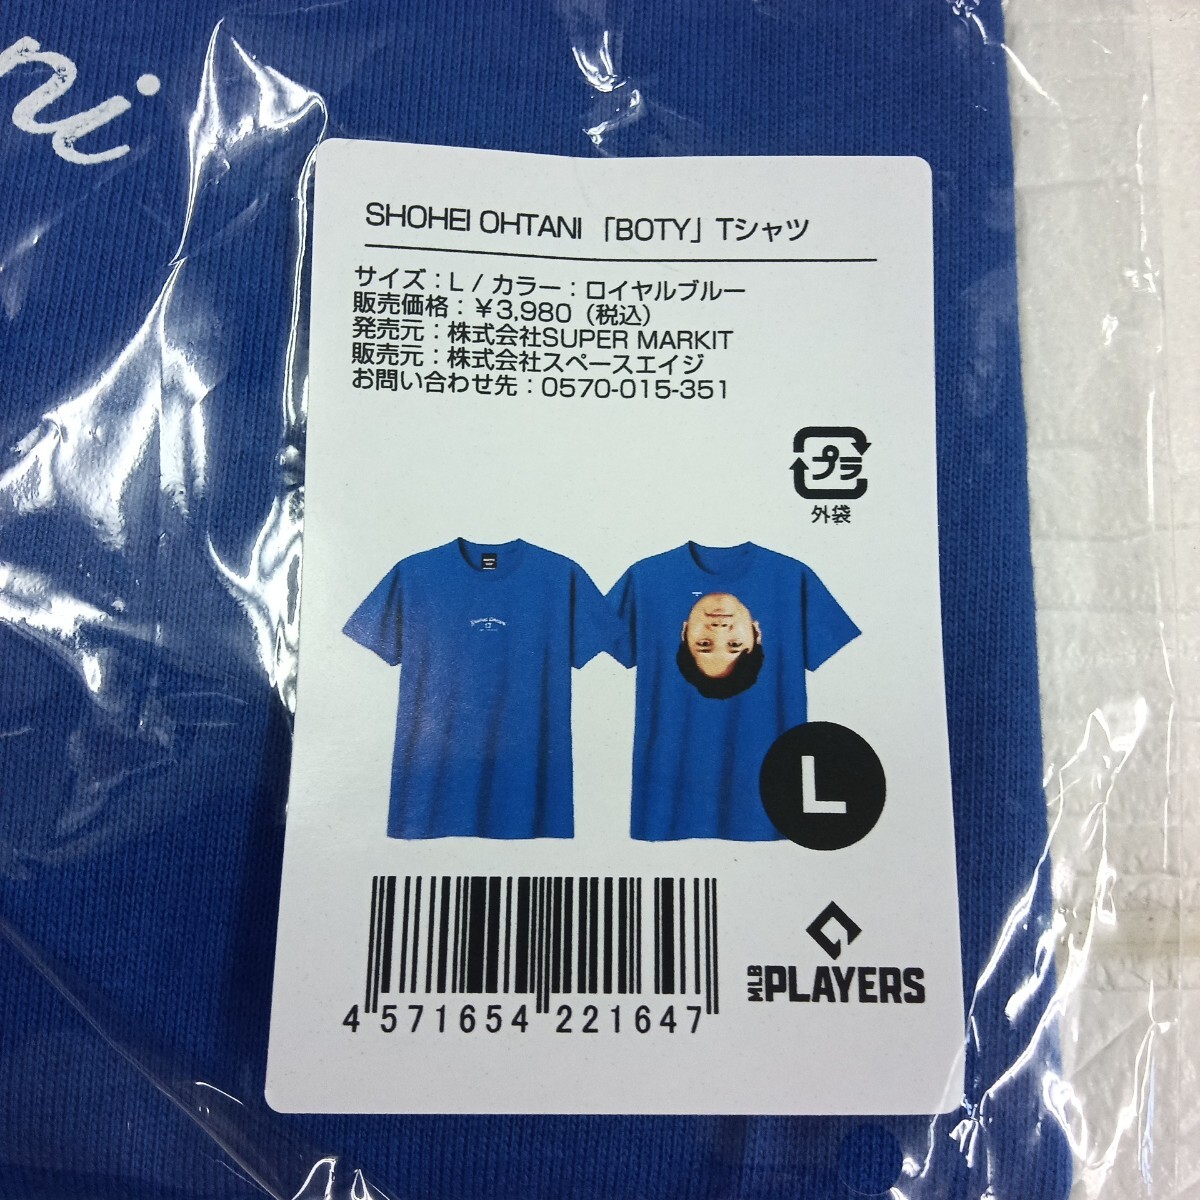 ni
SHOHEI OHTANI 「BOTY」 Tシャツ
サイズ：L / カラー：ロイヤルブルー
販売価格：￥3,980（税込）
発売元：株式会社SUPER MARKIT
販売元：株式会社スペースエイジ
お問い合わせ先：0570-015-351
プラ
外袋
Shohei Ohtani
17
L
4 571654 221647
MLB PLAYERS